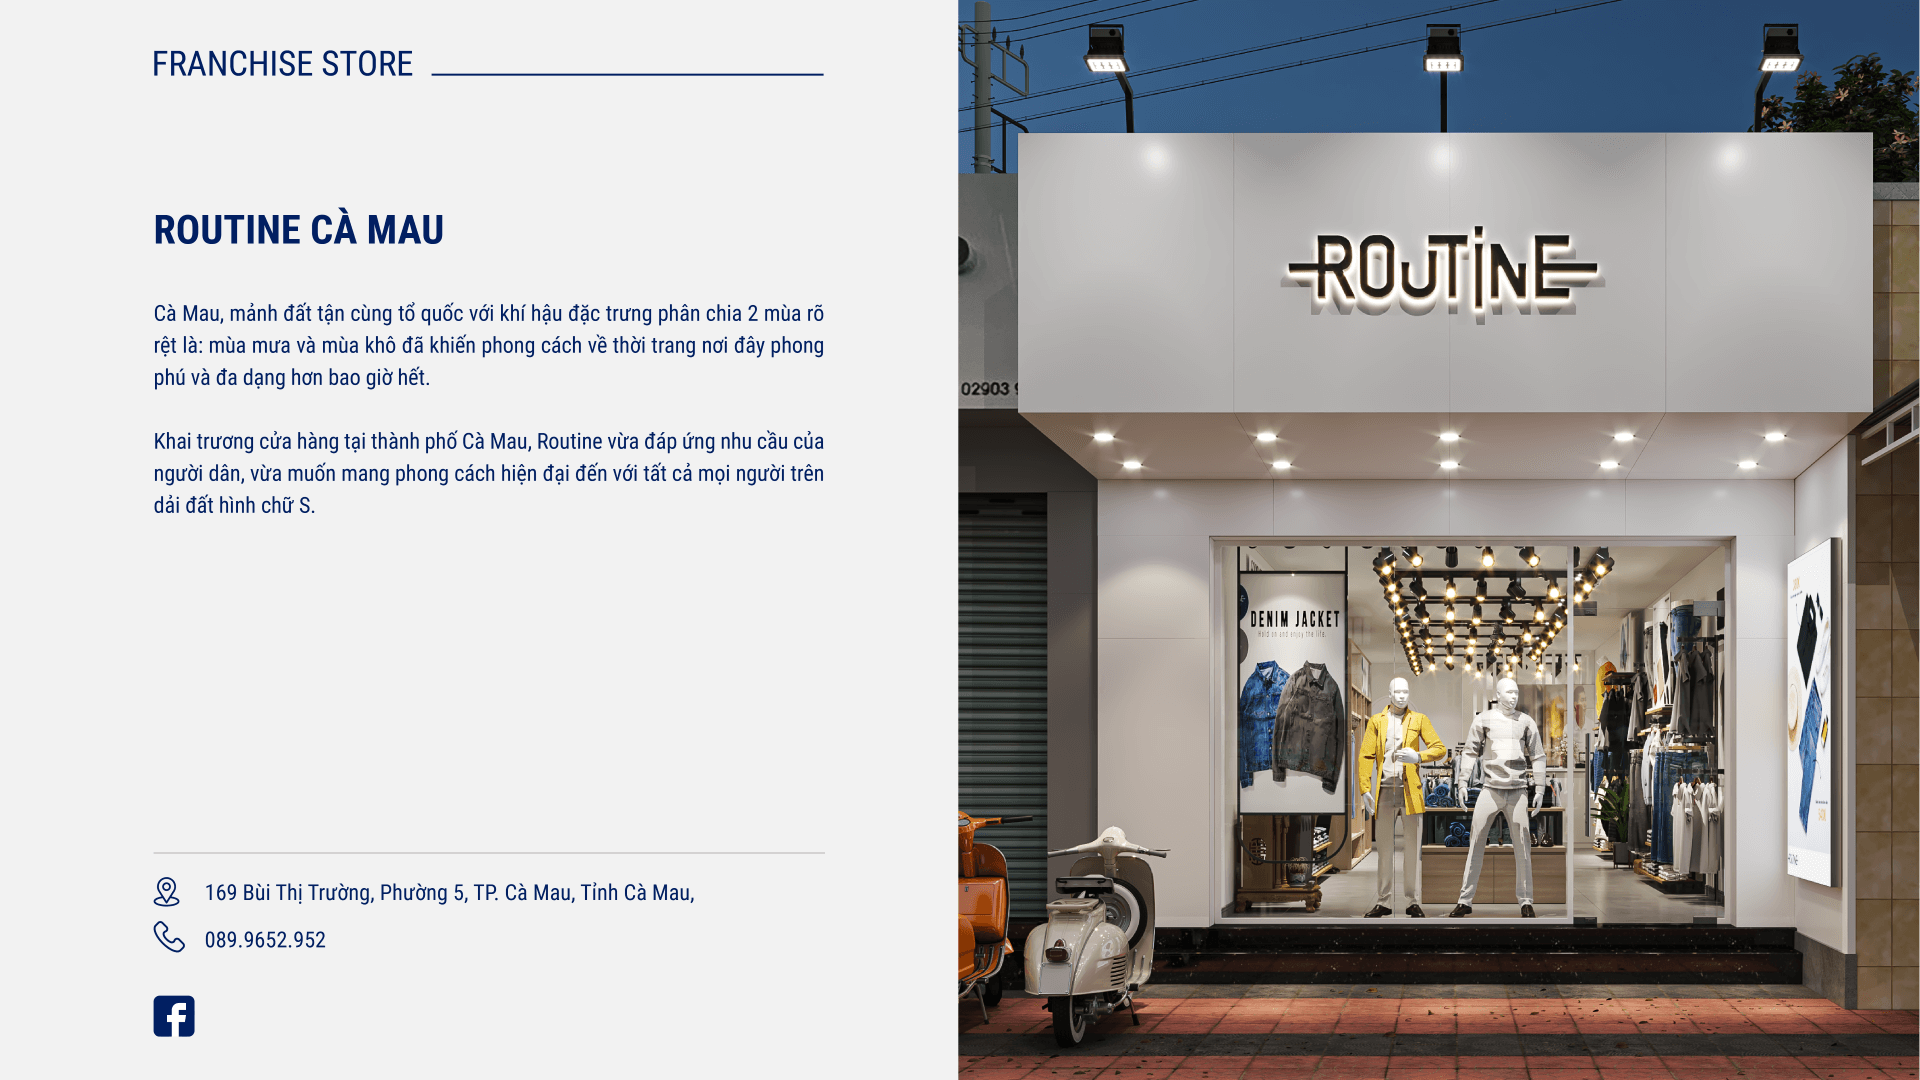 FRANCHISE STORE
ROUTINE CÀ MAU
Cà Mau, mảnh đất tận cùng tổ quốc với khí hậu đặc trưng phân chia 2 mùa rõ
rệt là: mùa mưa và mùa khô đã khiến phong cách về thời trang nơi đây phong
phú và đa dạng hơn bao giờ hết.
Khai trương cửa hàng tại thành phố Cà Mau, Routine vừa đáp ứng nhu cầu của
người dân, vừa muốn mang phong cách hiện đại đến với tất cả mọi người trên
dải đất hình chữ S.
169 Bùi Thị Trường, Phường 5, TP. Cà Mau, Tỉnh Cà Mau,
089.9652.952
ROUTINE
02903
DENIM JACKET
Hold on and enjoy the life.